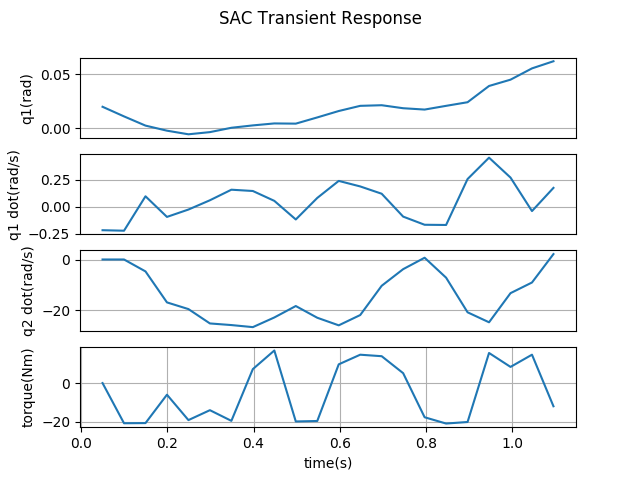 SAC Transient Response
0.05
0.00
q1(rad)
0.25
0.00
−0.25
q1 dot(rad/s)
0
−20
q2 dot(rad/s)
0
−20
torque(Nm)
0.0 0.2 0.4 0.6 0.8 1.0
time(s)